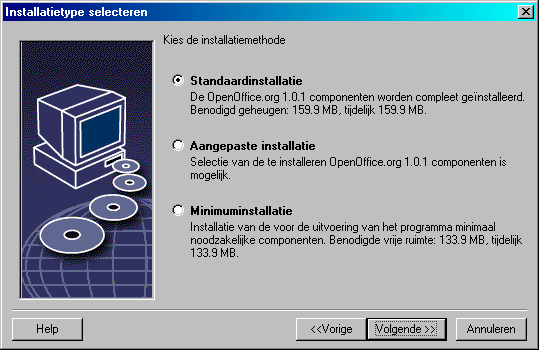 Installatietype selecteren
Kies de installatiemethode
Standaardinstallatie
De OpenOffice.org 1.0.1 componenten worden compleet geïnstalleerd.
Benodigd geheugen: 159.9 MB, tijdelijk 159.9 MB.
Aangepaste installatie
Selectie van de te installeren OpenOffice.org 1.0.1 componenten is
mogelijk.
Minimuminstallatie
Installatie van de voor de uitvoering van het programma minimaal
noodzakelijke componenten. Benodigde vrije ruimte: 133.9 MB, tijdelijk
133.9 MB.
Help
<<Vorige
Volgende >>
Annuleren